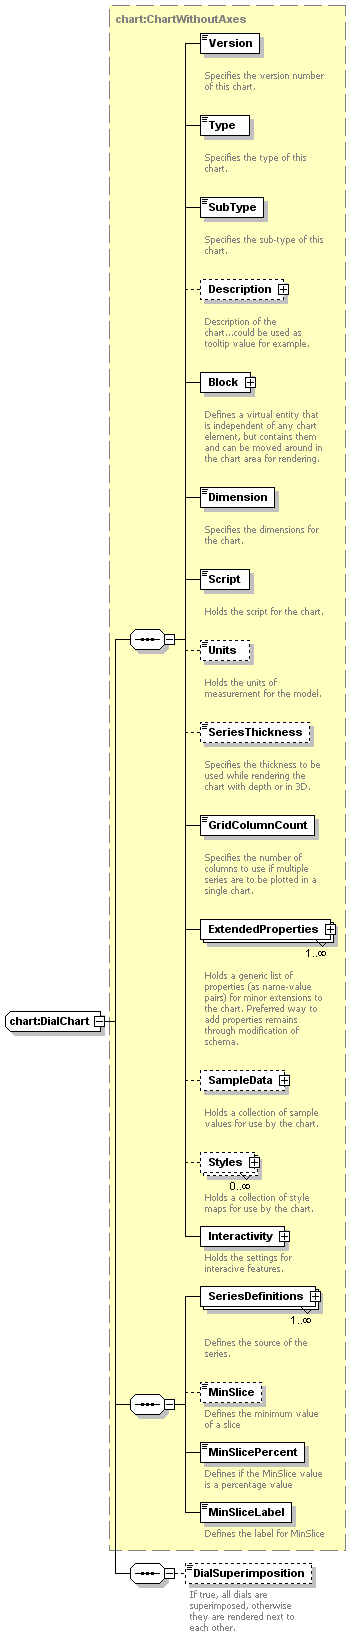 chart:ChartWithoutAxes
Version
Specifies the version number
of this chart.
Type
Specifies the type of this
chart.
SubType
Specifies the sub-type of this
chart.
Description
Description of the
chart...could be used as
tooltip value for example.
Block
Defines a virtual entity that
is independent of any chart
element, but contains them
and can be moved around in
the chart area for rendering.
Dimension
Specifies the dimensions for
the chart.
Script
Holds the script for the chart.
Units
Holds the units of
measurement for the model.
SeriesThickness
Specifies the thickness to be
used while rendering the
chart with depth or in 3D.
GridColumnCount
Specifies the number of
columns to use if multiple
series are to be plotted in a
single chart.
ExtendedProperties
1..∞
Holds a generic list of
properties (as name-value
pairs) for minor extensions to
the chart. Preferred way to
add properties remains
through modification of
schema.
chart:DialChart
SampleData
Holds a collection of sample
values for use by the chart.
Styles
0..∞
Holds a collection of style
maps for use by the chart.
Interactivity
Holds the settings for
interacive features.
SeriesDefinitions
1..∞
Defines the source of the
series.
MinSlice
Defines the minimum value
of a slice
MinSlicePercent
Defines if the MinSlice value
is a percentage value
MinSliceLabel
Defines the label for MinSlice
DialSuperimposition
If true, all dials are
superimposed, otherwise
they are rendered next to
each other.